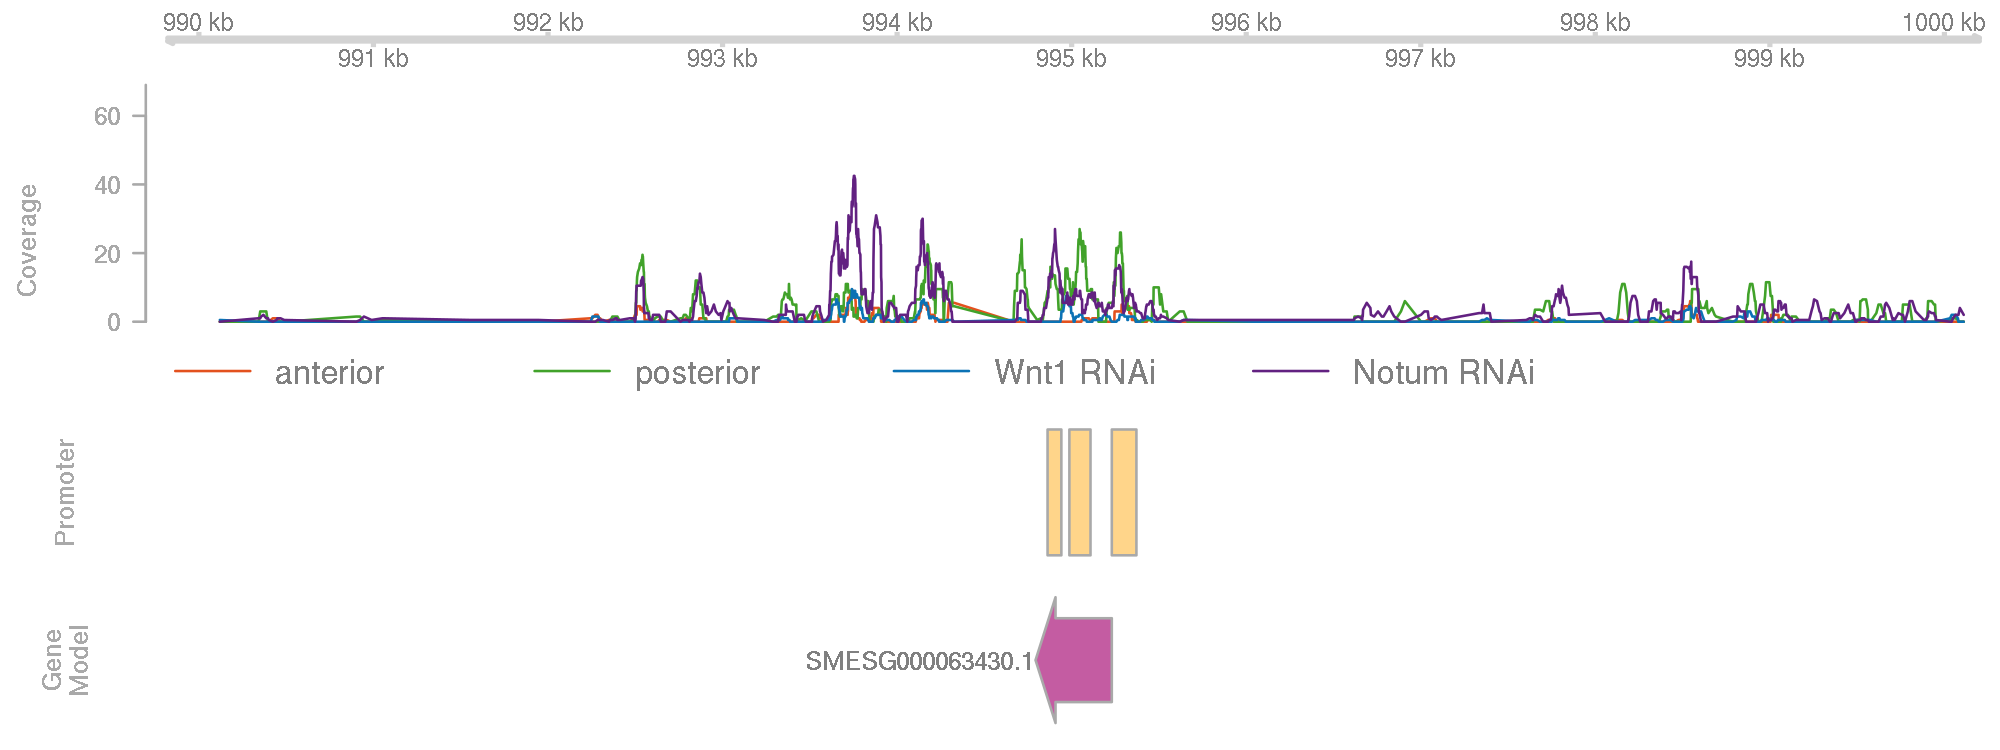 990 kb 992 kb 994 kb 996 kb 998 kb 1000 kb
991 kb 993 kb 995 kb 997 kb 999 kb
Coverage
60
40
20
0
anterior posterior Wnt1 RNAi Notum RNAi
Promoter
Gene
Model
SMESG000063430.1